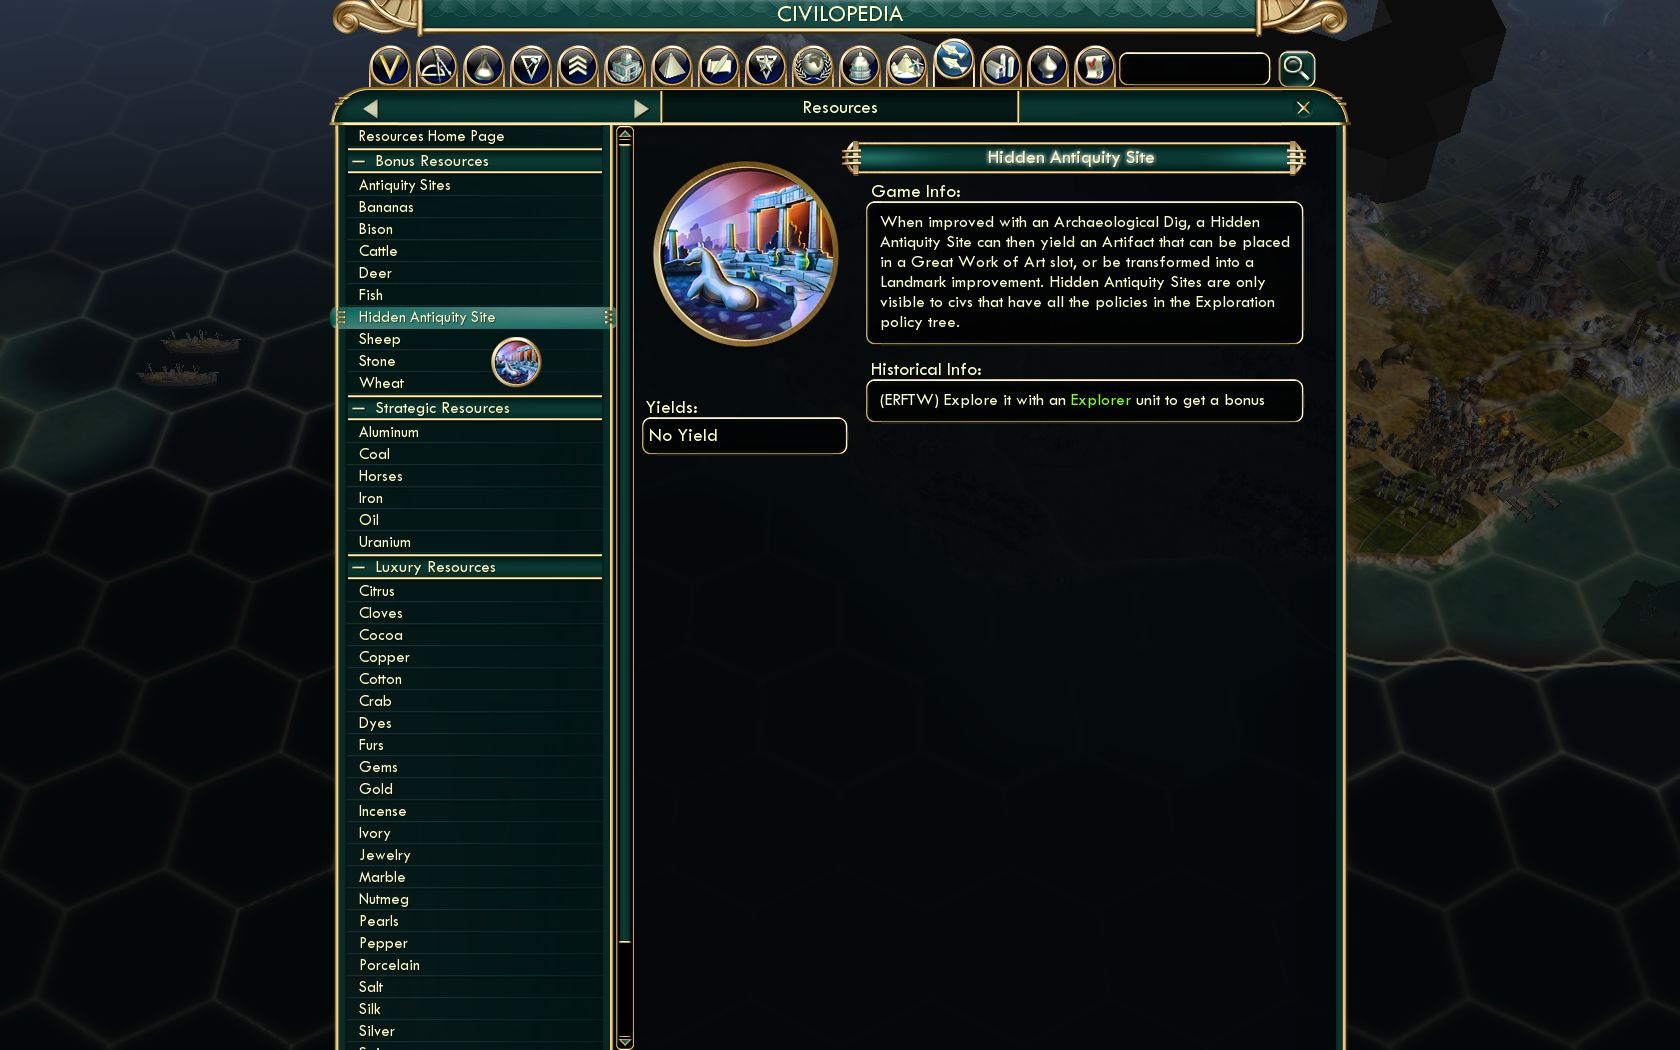 CIVILOPEDIA
Resources
Resources Home Page
Bonus Resources
Antiquity Sites
Bananas
Bison
Cattle
Deer
Fish
Hidden Antiquity Site
Sheep
Stone
Wheat
Strategic Resources
Aluminum
Coal
Horses
Iron
Oil
Uranium
Luxury Resources
Citrus
Cloves
Cocoa
Copper
Cotton
Crab
Dyes
Furs
Gems
Gold
Incense
Ivory
Jewelry
Marble
Nutmeg
Pearls
Pepper
Porcelain
Salt
Silk
Silver
Hidden Antiquity Site
Game Info:
When improved with an Archaeological Dig, a Hidden
Antiquity Site can then yield an Artifact that can be placed
in a Great Work of Art slot, or be transformed into a
Landmark improvement. Hidden Antiquity Sites are only
visible to civs that have all the policies in the Exploration
policy tree.
Historical Info:
(ERFTW) Explore it with an Explorer unit to get a bonus
Yields:
No Yield